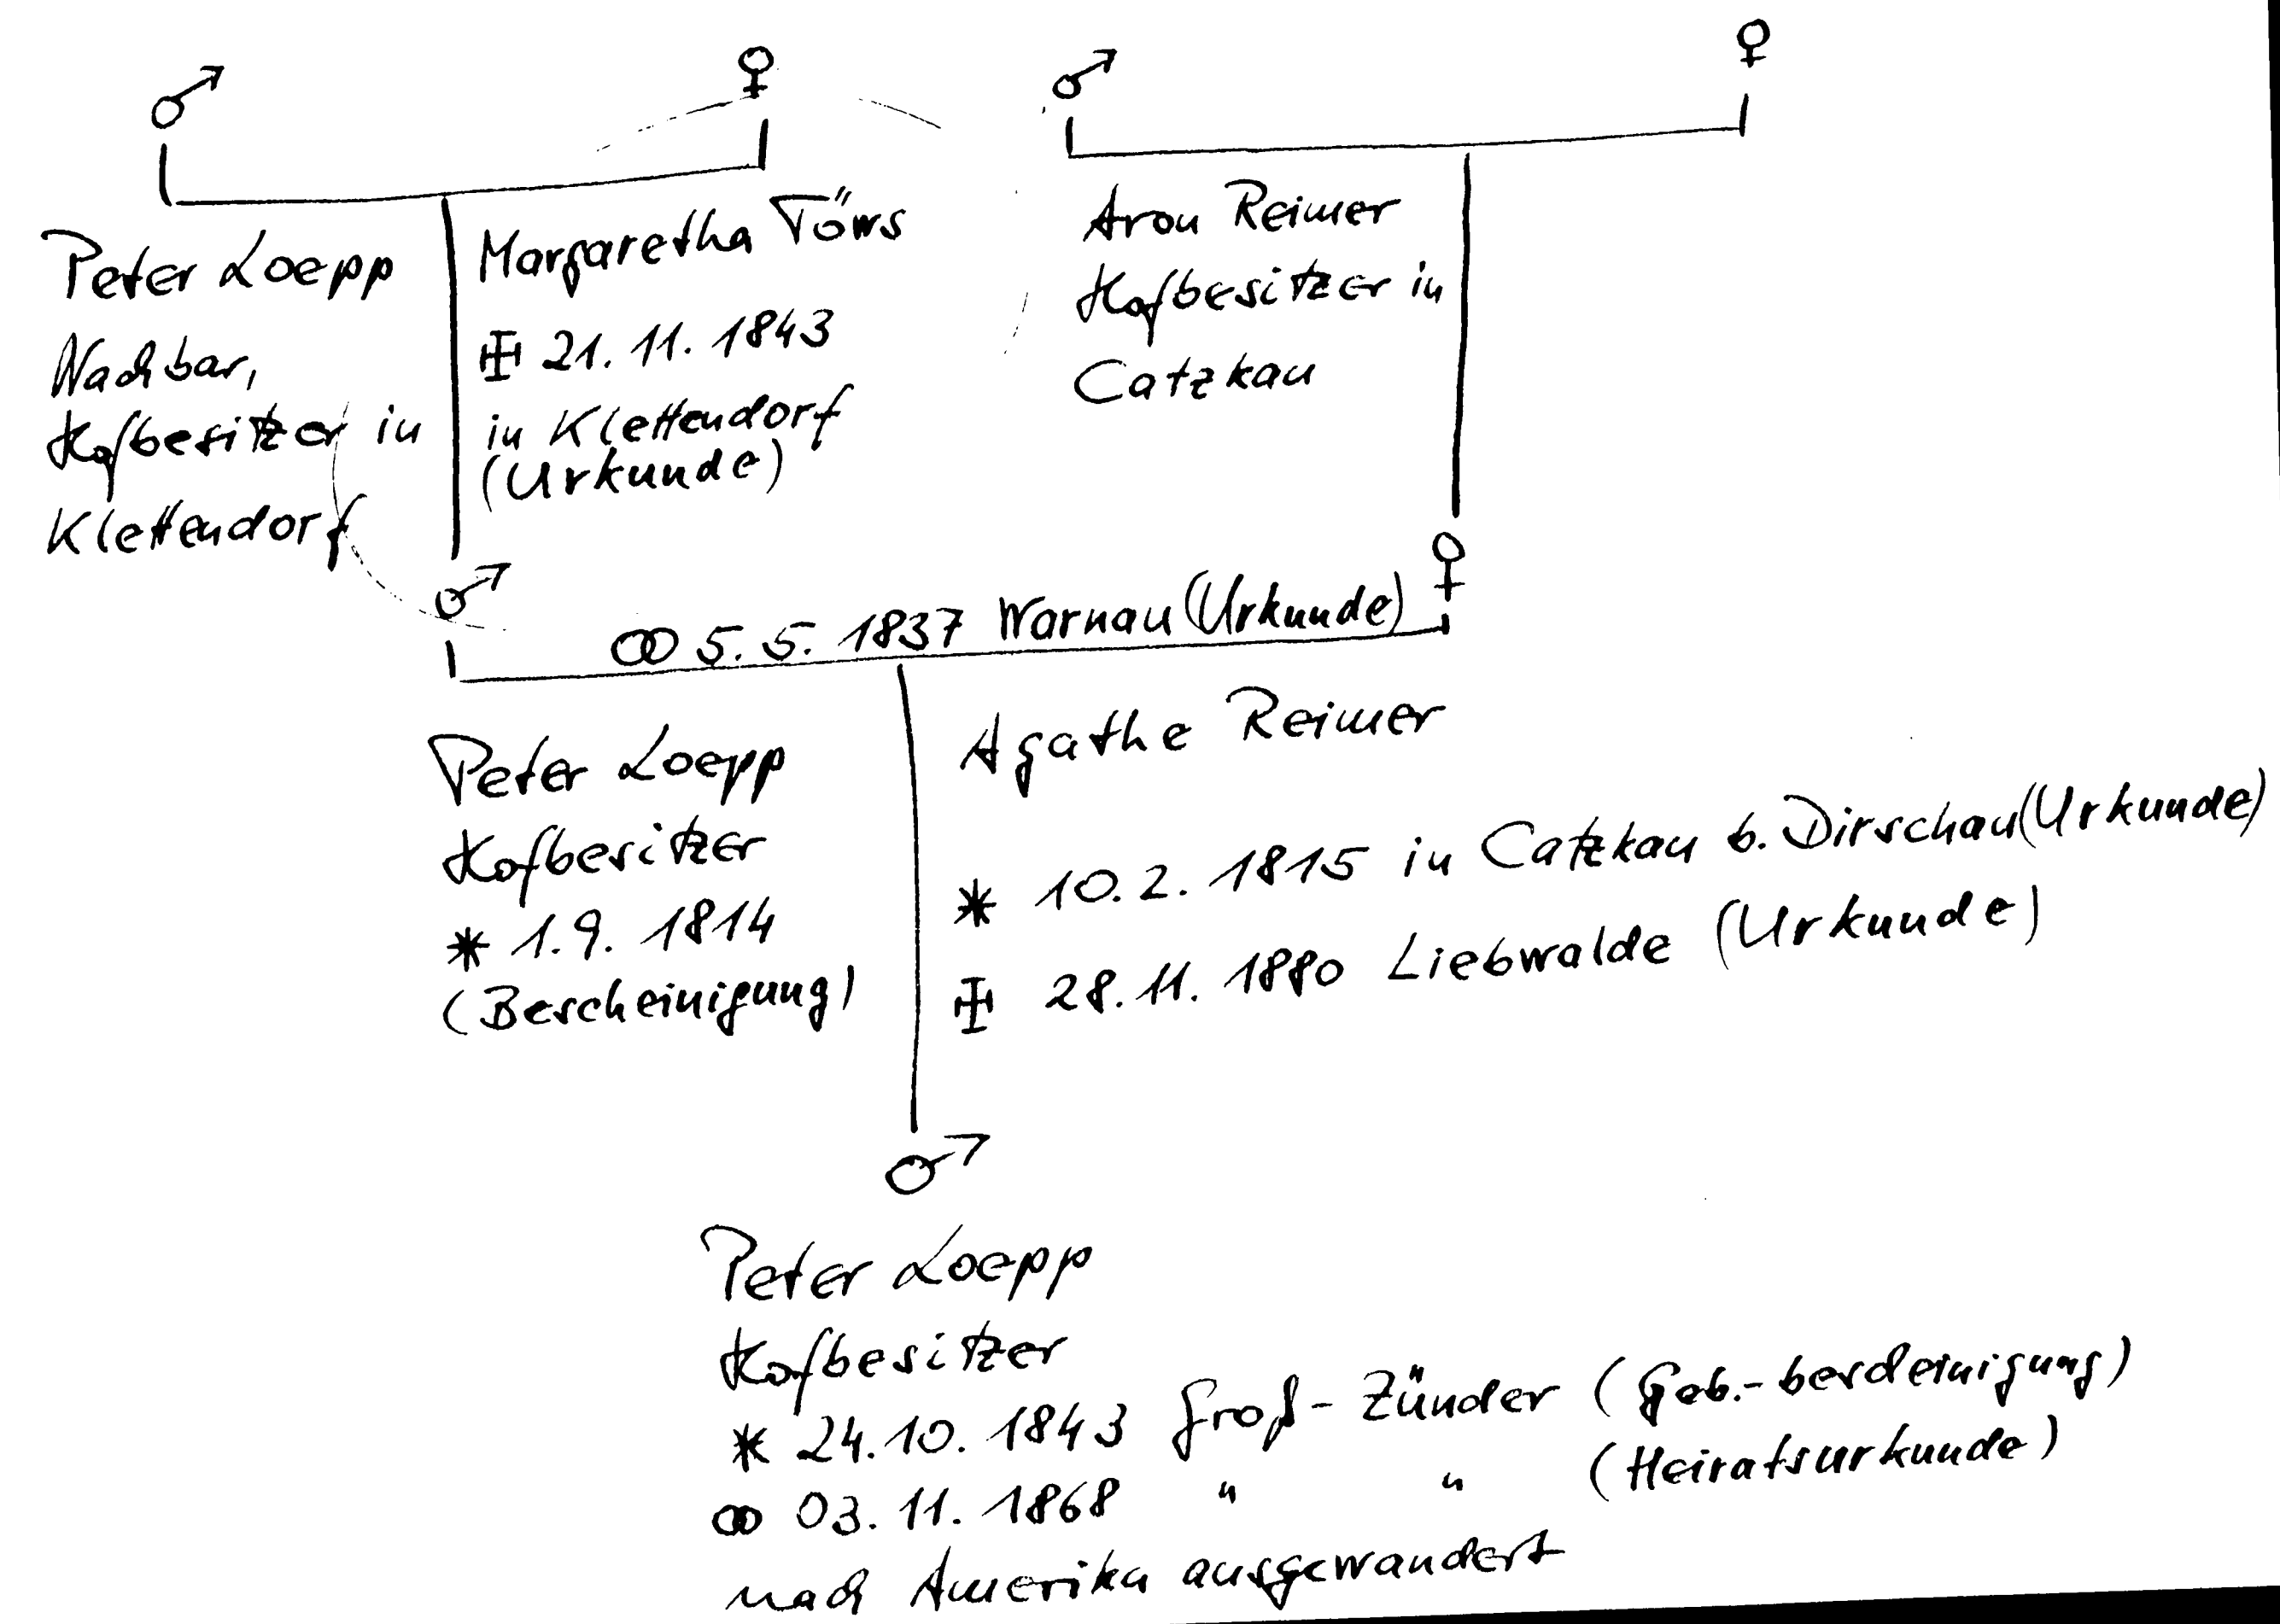 Peter Loepp
Nachbar,
Hofbesitzer in
Klettendorf
Margaretha Töws
21. 11. 1843
in Klettendorf
(Urkunde)
Aron Reimer
Hofbesitzer in
Catzkau
5. 5. 1837 Warnau (Urkunde)
Peter Loepp
Hofbesitzer
* 1. 9. 1814
(Bescheinigung)
Agathe Reimer
* 10. 2. 1815 in Catzkau b. Dirschau (Urkunde)
28. 11. 1880 Liebwalde (Urkunde)
Peter Loepp
Hofbesitzer
* 24. 10. 1843 Groß-Zünder (Geb.-bescheinigung)
03. 11. 1868 " " (Heiratsurkunde)
nach Amerika ausgewandert